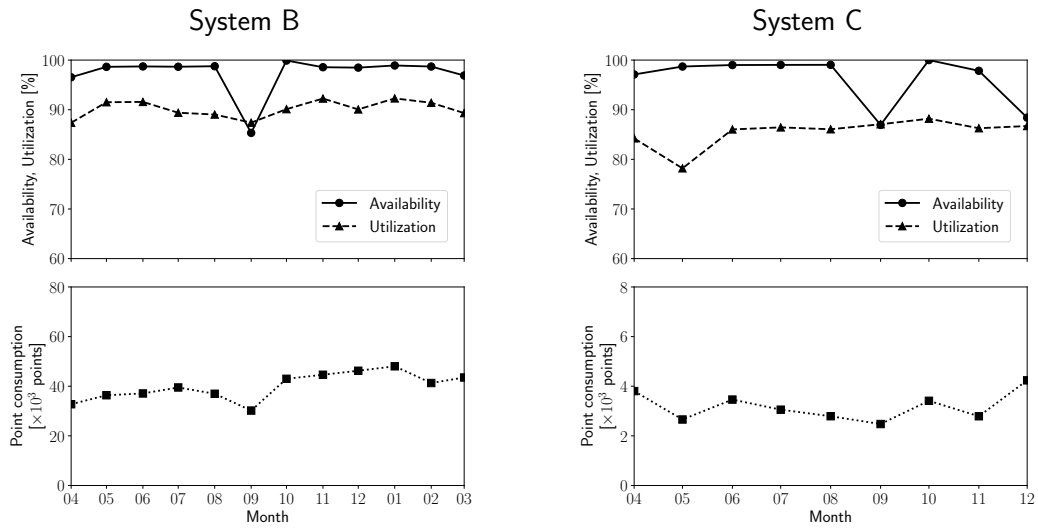 System B
Availability, Utilization [%]
100
90
80
70
60
Availability
Utilization
Point consumption
[×10³ points]
80
60
40
20
0
04 05 06 07 08 09 10 11 12 01 02 03
Month
System C
Availability, Utilization [%]
100
90
80
70
60
Availability
Utilization
Point consumption
[×10³ points]
8
6
4
2
0
04 05 06 07 08 09 10 11 12
Month